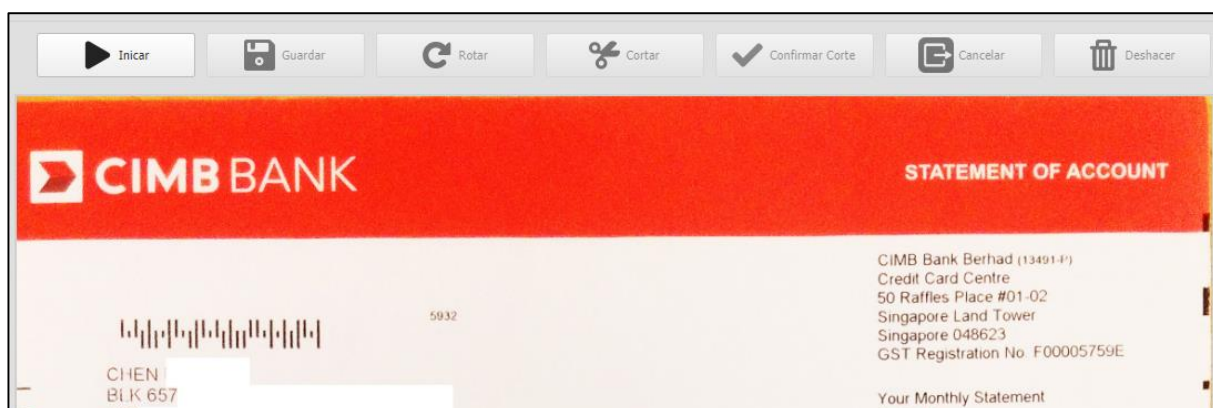 Inicar Guardar Rotar Cortar Confirmar Corte Cancelar Deshacer
CIMB BANK
STATEMENT OF ACCOUNT
CIMB Bank Berhad (13491-P)
Credit Card Centre
50 Raffles Place #01-02
Singapore Land Tower
Singapore 048623
GST Registration No. F00005759E
5932
CHEN
BLK 657
Your Monthly Statement